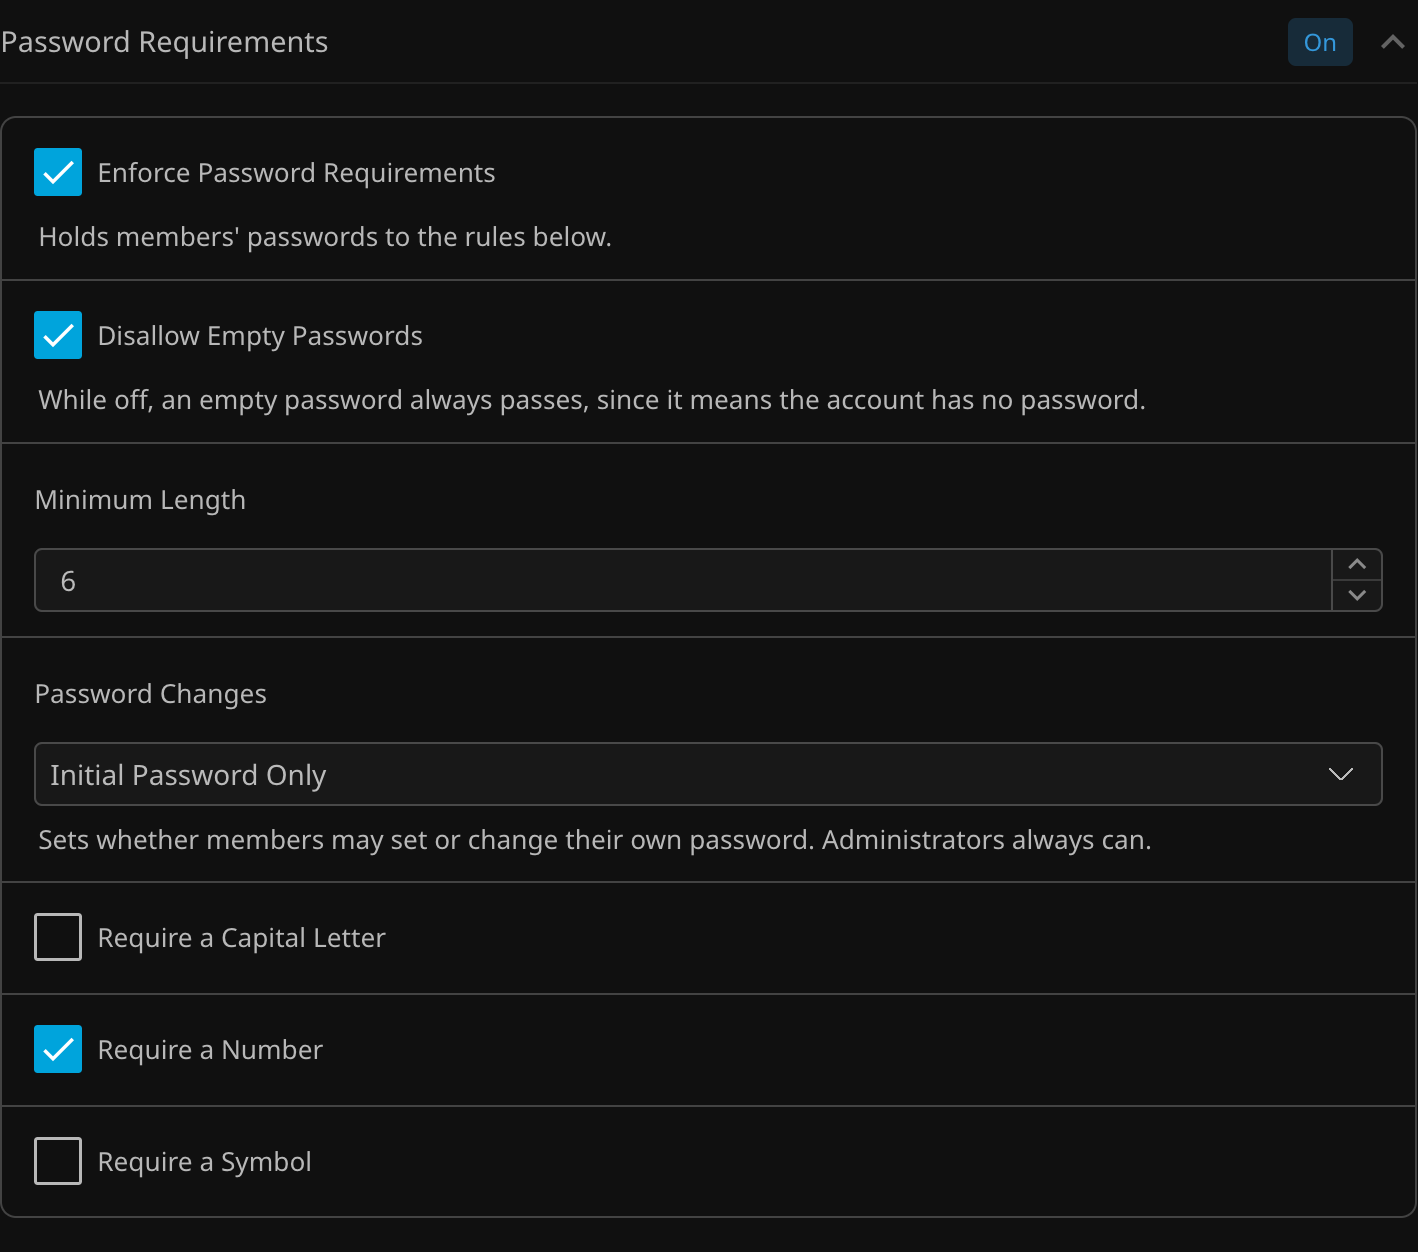 Password Requirements
On
Enforce Password Requirements
Holds members' passwords to the rules below.
Disallow Empty Passwords
While off, an empty password always passes, since it means the account has no password.
Minimum Length
6
Password Changes
Initial Password Only
Sets whether members may set or change their own password. Administrators always can.
Require a Capital Letter
Require a Number
Require a Symbol